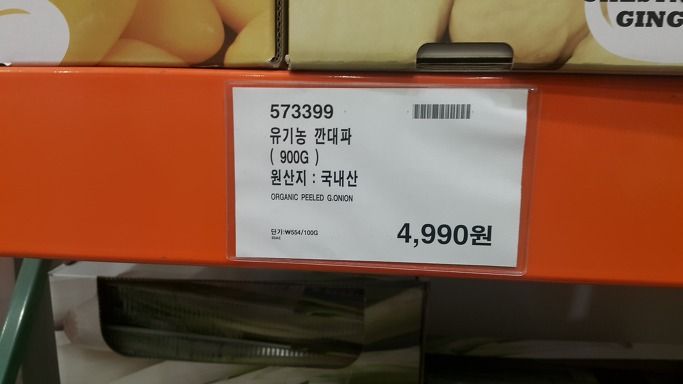 GING
573399
유기농 깐대파
( 900G )
원산지 : 국내산
ORGANIC PEELED G.ONION
단가:₩554/100G
4,990원